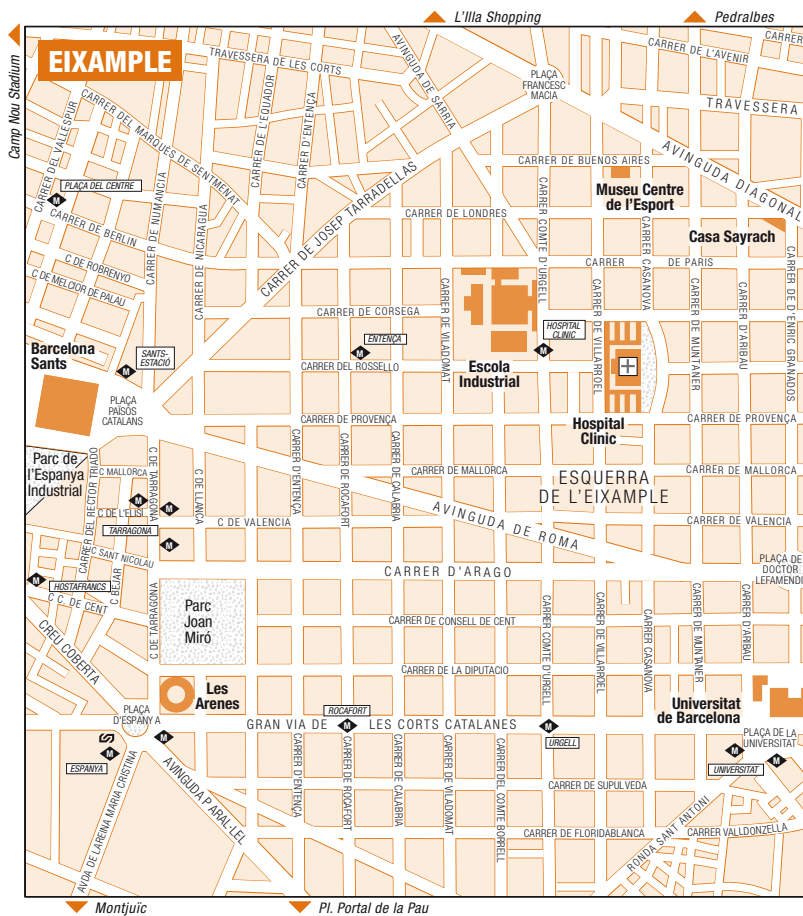 L'Illa Shopping
Pedralbes
Camp Nou Stadium
EIXAMPLE
TRAVESSERA DE LES CORTS
AVINGUDA DE SARRIA
PLAÇA
FRANCESC
MACIA
CARRER DE L'AVENIR
CARRER
TRAVESSERA
CARRER DEL VALLESPUR
CARRER DEL MARQUÈS DE SENTMENAT
CARRER DE L'EQUADOR
CARRER D'ENTENÇA
CARRER DE BUENOS AIRES
AVINGUDA DIAGONAL
M
PLAÇA DEL CENTRE
CARRER DE NUMANCIA
CARRER DE NICARAGUA
CARRER DE JOSEP TARRADELLAS
Museu Centre
de l'Esport
CARRER DE BERLIN
CARRER DE LONDRES
CARRER COMTE D'URGELL
CARRER CASANOVA
Casa Sayrach
C DE ROBRENYO
C DE MELCIOR DE PALAU
CARRER
DE PARIS
CARRER DE VILADOMAT
CARRER DE VILLARROEL
CARRER DE MUNTANER
CARRER D'ARIBAU
CARRER DE D'ENRIC GRANADOS
CARRER DE CORSEGA
Barcelona
Sants
SANTS-
ESTACIÓ
M
ENTENÇA
M
HOSPITAL
CLINIC
M
CARRER DEL ROSSELLO
Escola
Industrial
PLAÇA
PAÏSOS
CATALANS
Hospital
Clinic
CARRER DE PROVENÇA
CARRER DE PROVENÇA
Parc de
l'Espanya
Industrial
CARRER DEL RECTOR TRIADO
C MALLORCA
C DE TARRAGONA
C DE LLANCA
CARRER D'ENTENÇA
CARRER DE ROCAFORT
CARRER DE CALABRIA
CARRER DE MALLORCA
ESQUERRA
DE L'EIXAMPLE
CARRER DE MALLORCA
M
M
C DE L'ELISI
TARRAGONA
M
C DE VALENCIA
AVINGUDA DE ROMA
CARRER DE VALENCIA
C SANT NICOLAU
C BEJAR
PLAÇA DE
DOCTOR
LEFAMENDI
M
HOSTAFRANCS
C C. DE CENT
CARRER D'ARAGO
C DE TARRAGONA
Parc
Joan
Miró
CREU COBERTA
CARRER DE CONSELL DE CENT
CARRER COMTE D'URGELL
CARRER DE VILLARROEL
CARRER CASANOVA
CARRER DE MUNTANER
CARRER D'ARIBAU
CARRER DE LA DIPUTACIO
Les
Arenes
Universitat
de Barcelona
PLAÇA
D'ESPANYA
ROCAFORT
M
GRAN VIA DE
LES CORTS CATALANES
M
URGELL
PLAÇA DE LA
UNIVERSITAT
S
M
M
ESPANYA
M
M
UNIVERSITAT
AVDA DE LAREINA MARIA CRISTINA
AVINGUDA P ARAL-LEL
CARRER D'ENTENÇA
CARRER DE ROCAFORT
CARRER DE CALABRIA
CARRER DE VILADOMAT
CARRER DEL COMTE BORRELL
CARRER DE SUPULVEDA
CARRER DE FLORIDABLANCA
RONDA SANT ANTONI
CARRER VALLDONZELLA
Montjuïc
Pl. Portal de la Pau